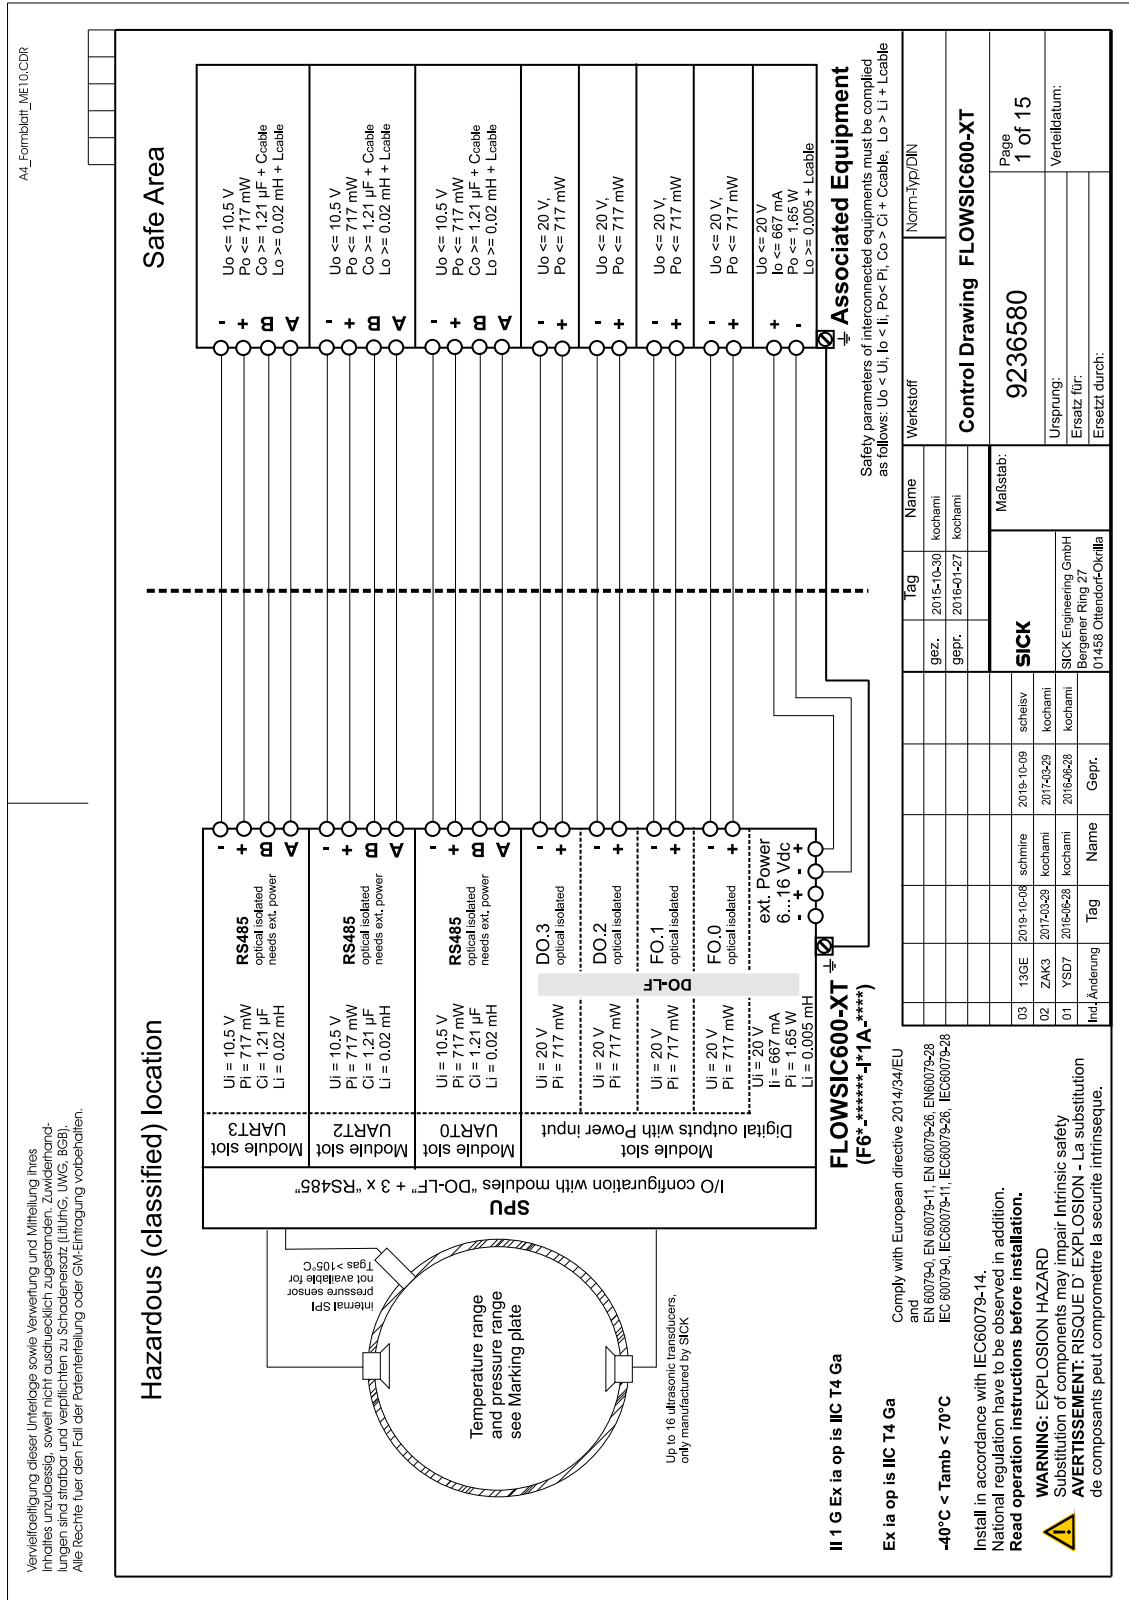 Vervielfaeltigung dieser Unterlage sowie Verwertung und Mitteilung ihres
Inhaltes unzulaessig, soweit nicht ausdruecklich zugestanden. Zuwiderhand-
lungen sind strafbar und verpflichten zu Schadenersatz (LitUrhG, UWG, BGB).
Alle Rechte fuer den Fall der Patenterteilung oder GM-Eintragung vorbehalten.
A4_Formblatt_ME10.CDR
Hazardous (classified) location
Safe Area
internal SPI
pressure sensor
not available for
Tgas >105°C
Temperature range
and pressure range
see Marking plate
Up to 16 ultrasonic transducers,
only manufactured by SICK
SPU
I/O configuration with modules "DO-LF" + 3 x "RS485"
Module slot
UART3
Ui = 10.5 V
Pi = 717 mW
Ci = 1.21 µF
Li = 0.02 mH
RS485
optical isolated
needs ext. power
-
+
B
A
-
+
B
A
Uo <= 10.5 V
Po <= 717 mW
Co >= 1.21 µF + Ccable
Lo >= 0.02 mH + Lcable
Module slot
UART2
Ui = 10.5 V
Pi = 717 mW
Ci = 1.21 µF
Li = 0.02 mH
RS485
optical isolated
needs ext. power
-
+
B
A
-
+
B
A
Uo <= 10.5 V
Po <= 717 mW
Co >= 1.21 µF + Ccable
Lo >= 0.02 mH + Lcable
Module slot
UART0
Ui = 10.5 V
Pi = 717 mW
Ci = 1.21 µF
Li = 0.02 mH
RS485
optical isolated
needs ext. power
-
+
B
A
-
+
B
A
Uo <= 10.5 V
Po <= 717 mW
Co >= 1.21 µF + Ccable
Lo >= 0.02 mH + Lcable
Module slot
Digital outputs with Power input
DO-LF
Ui = 20 V
Pi = 717 mW
DO.3
optical isolated
-
+
-
+
Uo <= 20 V,
Po <= 717 mW
Ui = 20 V
Pi = 717 mW
DO.2
optical isolated
-
+
-
+
Uo <= 20 V,
Po <= 717 mW
Ui = 20 V
Pi = 717 mW
FO.1
optical isolated
-
+
-
+
Uo <= 20 V,
Po <= 717 mW
Ui = 20 V
Pi = 717 mW
FO.0
optical isolated
-
+
-
+
Uo <= 20 V,
Po <= 717 mW
Ui = 20 V
Ii = 667 mA
Pi = 1.65 W
Li = 0.005 mH
ext. Power
6...16 Vdc
- + - +
+
-
Uo <= 20 V
Io <= 667 mA
Po <= 1.65 W
Lo >= 0.005 + Lcable
FLOWSIC600-XT
(F6*-******-I*1A-****)
Associated Equipment
Safety parameters of interconnected equipments must be complied
as follows: Uo < Ui, Io < Ii, Po< Pi, Co > Ci + Ccable, Lo > Li + Lcable
II 1 G Ex ia op is IIC T4 Ga
Ex ia op is IIC T4 Ga
-40°C < Tamb < 70°C
Comply with European directive 2014/34/EU
and
EN 60079-0, EN 60079-11, EN 60079-26, EN60079-28
IEC 60079-0, IEC60079-11, IEC60079-26, IEC60079-28
Install in accordance with IEC60079-14.
National regulation have to be observed in addition.
Read operation instructions before installation.
WARNING: EXPLOSION HAZARD
Substitution of components may impair Intrinsic safety
AVERTISSEMENT: RISQUE D` EXPLOSION - La substitution
de composants peut compromettre la securite intrinseque.
03 13GE 2019-10-08 schmire 2019-10-09 scheisv
02 ZAK3 2017-03-29 kochami 2017-03-29 kochami
01 YSD7 2016-06-28 kochami 2016-06-28 kochami
Ind. Änderung Tag Name Gepr.
Tag Name
gez. 2015-10-30 kochami
gepr. 2016-01-27 kochami
SICK
SICK Engineering GmbH
Bergener Ring 27
01458 Ottendorf-Okrilla
Maßstab:
Werkstoff
Norm-Typ/DIN
Control Drawing FLOWSIC600-XT
9236580
Page
1 of 15
Ursprung:
Ersatz für:
Ersetzt durch:
Verteildatum: